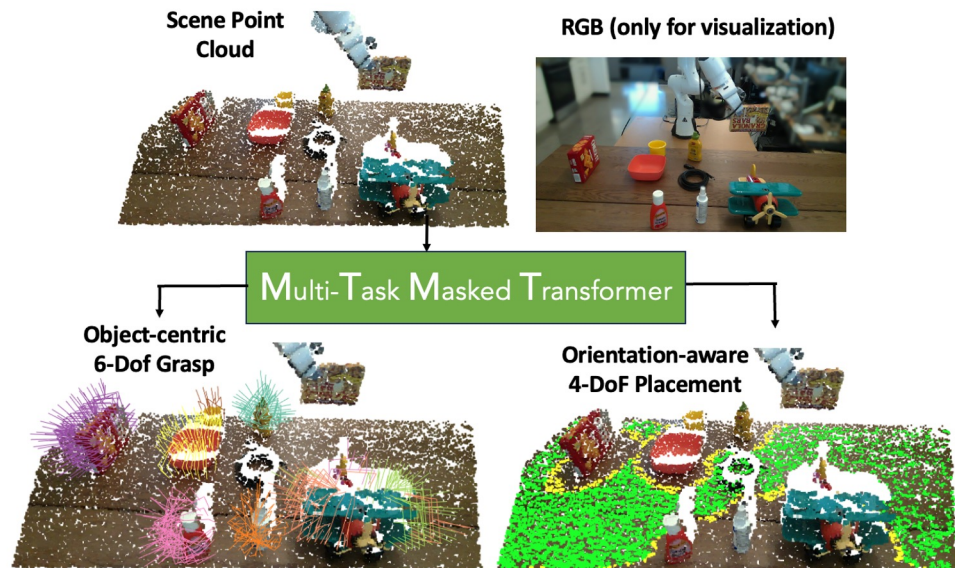 Scene Point
Cloud
RGB (only for visualization)
Multi-Task Masked Transformer
Object-centric
6-Dof Grasp
Orientation-aware
4-DoF Placement